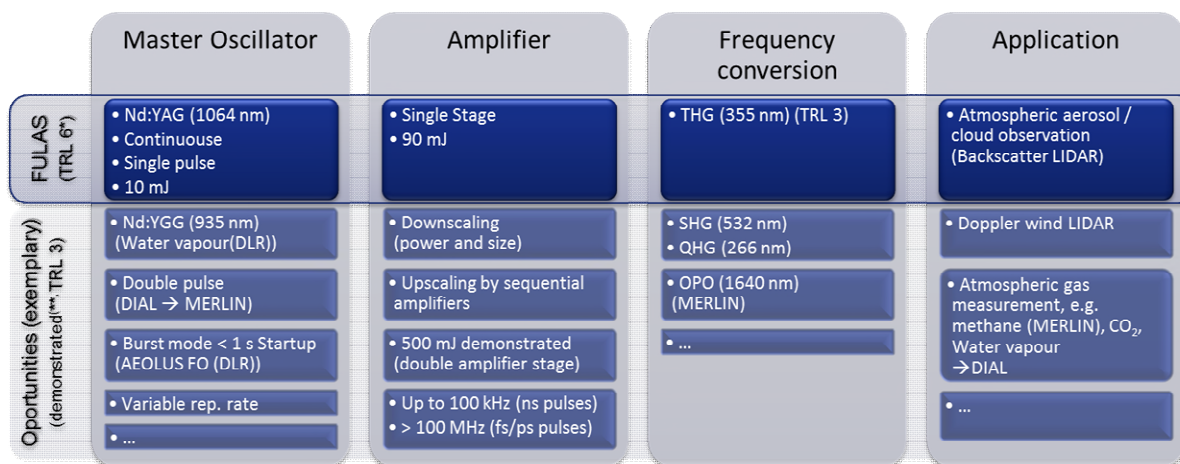 Master Oscillator
Amplifier
Frequency
conversion
Application
FULAS
(TRL 6*)
• Nd:YAG (1064 nm)
• Continuouse
• Single pulse
• 10 mJ
• Single Stage
• 90 mJ
• THG (355 nm) (TRL 3)
• Atmospheric aerosol /
cloud observation
(Backscatter LIDAR)
Oportunities (exemplary)
(demonstrated(**, TRL 3)
• Nd:YGG (935 nm)
(Water vapour(DLR))
• Double pulse
(DIAL → MERLIN)
• Burst mode < 1 s Startup
(AEOLUS FO (DLR))
• Variable rep. rate
• ...
• Downscaling
(power and size)
• Upscaling by sequential
amplifiers
• 500 mJ demonstrated
(double amplifier stage)
• Up to 100 kHz (ns pulses)
• > 100 MHz (fs/ps pulses)
• SHG (532 nm)
• QHG (266 nm)
• OPO (1640 nm)
(MERLIN)
• ...
• Doppler wind LIDAR
• Atmospheric gas
measurement, e.g.
methane (MERLIN), CO₂,
Water vapour
→DIAL
• ...